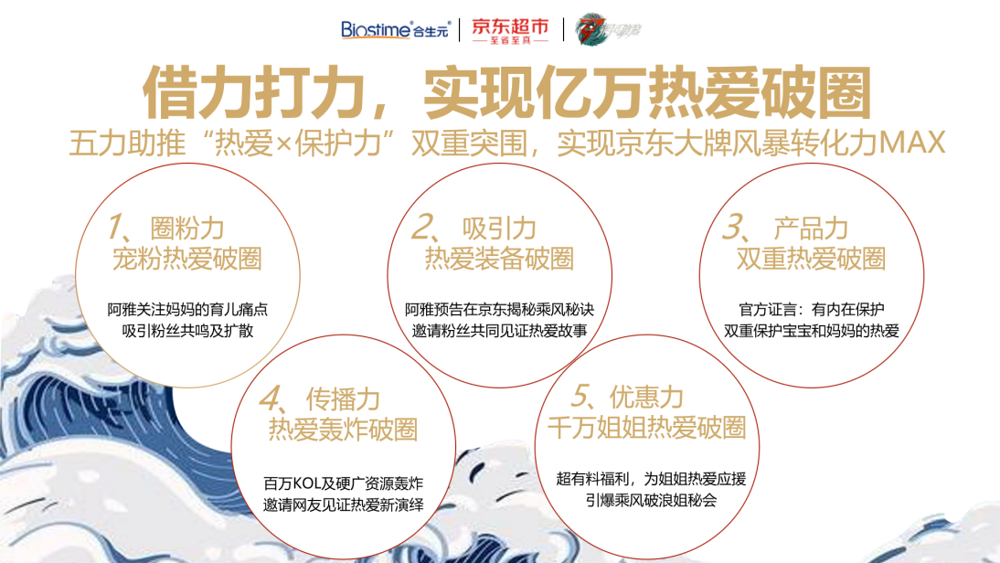 Biostime 合生元
京东超市
至省至真
借力打力，实现亿万热爱破圈
五力助推“热爱×保护力”双重突围，实现京东大牌风暴转化力MAX
1、圈粉力
宠粉热爱破圈
阿雅关注妈妈的育儿痛点
吸引粉丝共鸣及扩散
2、吸引力
热爱装备破圈
阿雅预告在京东揭秘乘风秘诀
邀请粉丝共同见证热爱故事
3、产品力
双重热爱破圈
官方证言：有内在保护
双重保护宝宝和妈妈的热爱
4、传播力
热爱轰炸破圈
百万KOL及硬广资源轰炸
邀请网友见证热爱新演绎
5、优惠力
千万姐姐热爱破圈
超有料福利，为姐姐热爱应援
引爆乘风破浪姐秘会